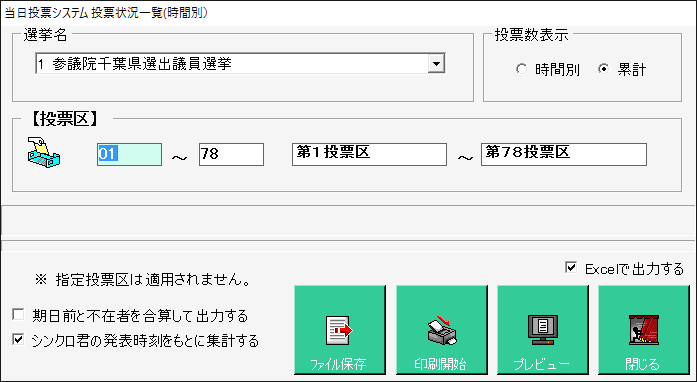 当日投票システム 投票状況一覧(時間別)
選挙名
1 参議院千葉県選出議員選挙
投票数表示
時間別
累計
【投票区】
01 ～ 78 第１投票区 ～ 第７８投票区
※ 指定投票区は適用されません。
Excelで出力する
期日前と不在者を合算して出力する
シンクロ君の発表時刻をもとに集計する
ファイル保存
印刷開始
プレビュー
閉じる